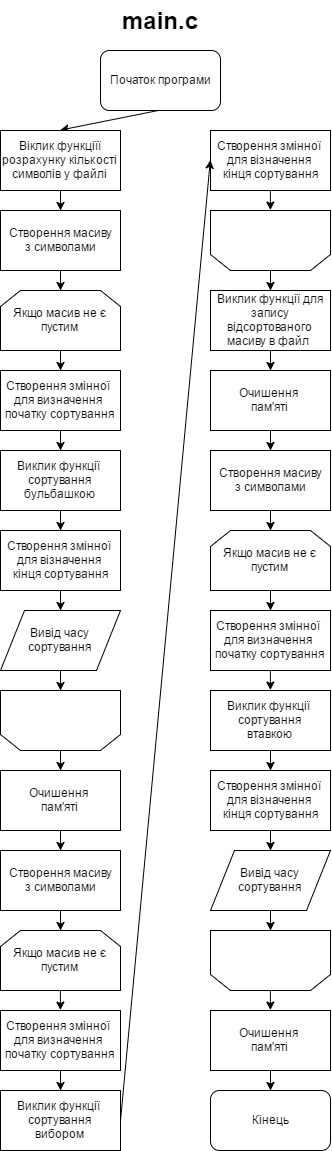 main.c
Початок програми
Віклик функціїї
розрахунку кількості
символів у файлі
Створення масиву
з символами
Якщо масив не є
пустим
Створення змінної
для визначення
початку сортування
Виклик функції
сортування
бульбашкою
Створення змінної
для візначення
кінця сортування
Вивід часу
сортування
Очишення
пам'яті
Створення масиву
з символами
Якщо масив не є
пустим
Створення змінної
для визначення
початку сортування
Виклик функції
сортування
вибором
Створення змінної
для візначення
кінця сортування
Виклик функції для
запису
відсортованого
масиву в файл
Очишення
пам'яті
Створення масиву
з символами
Якщо масив не є
пустим
Створення змінної
для визначення
початку сортування
Виклик функції
сортування
втавкою
Створення змінної
для візначення
кінця сортування
Вивід часу
сортування
Очишення
пам'яті
Кінець